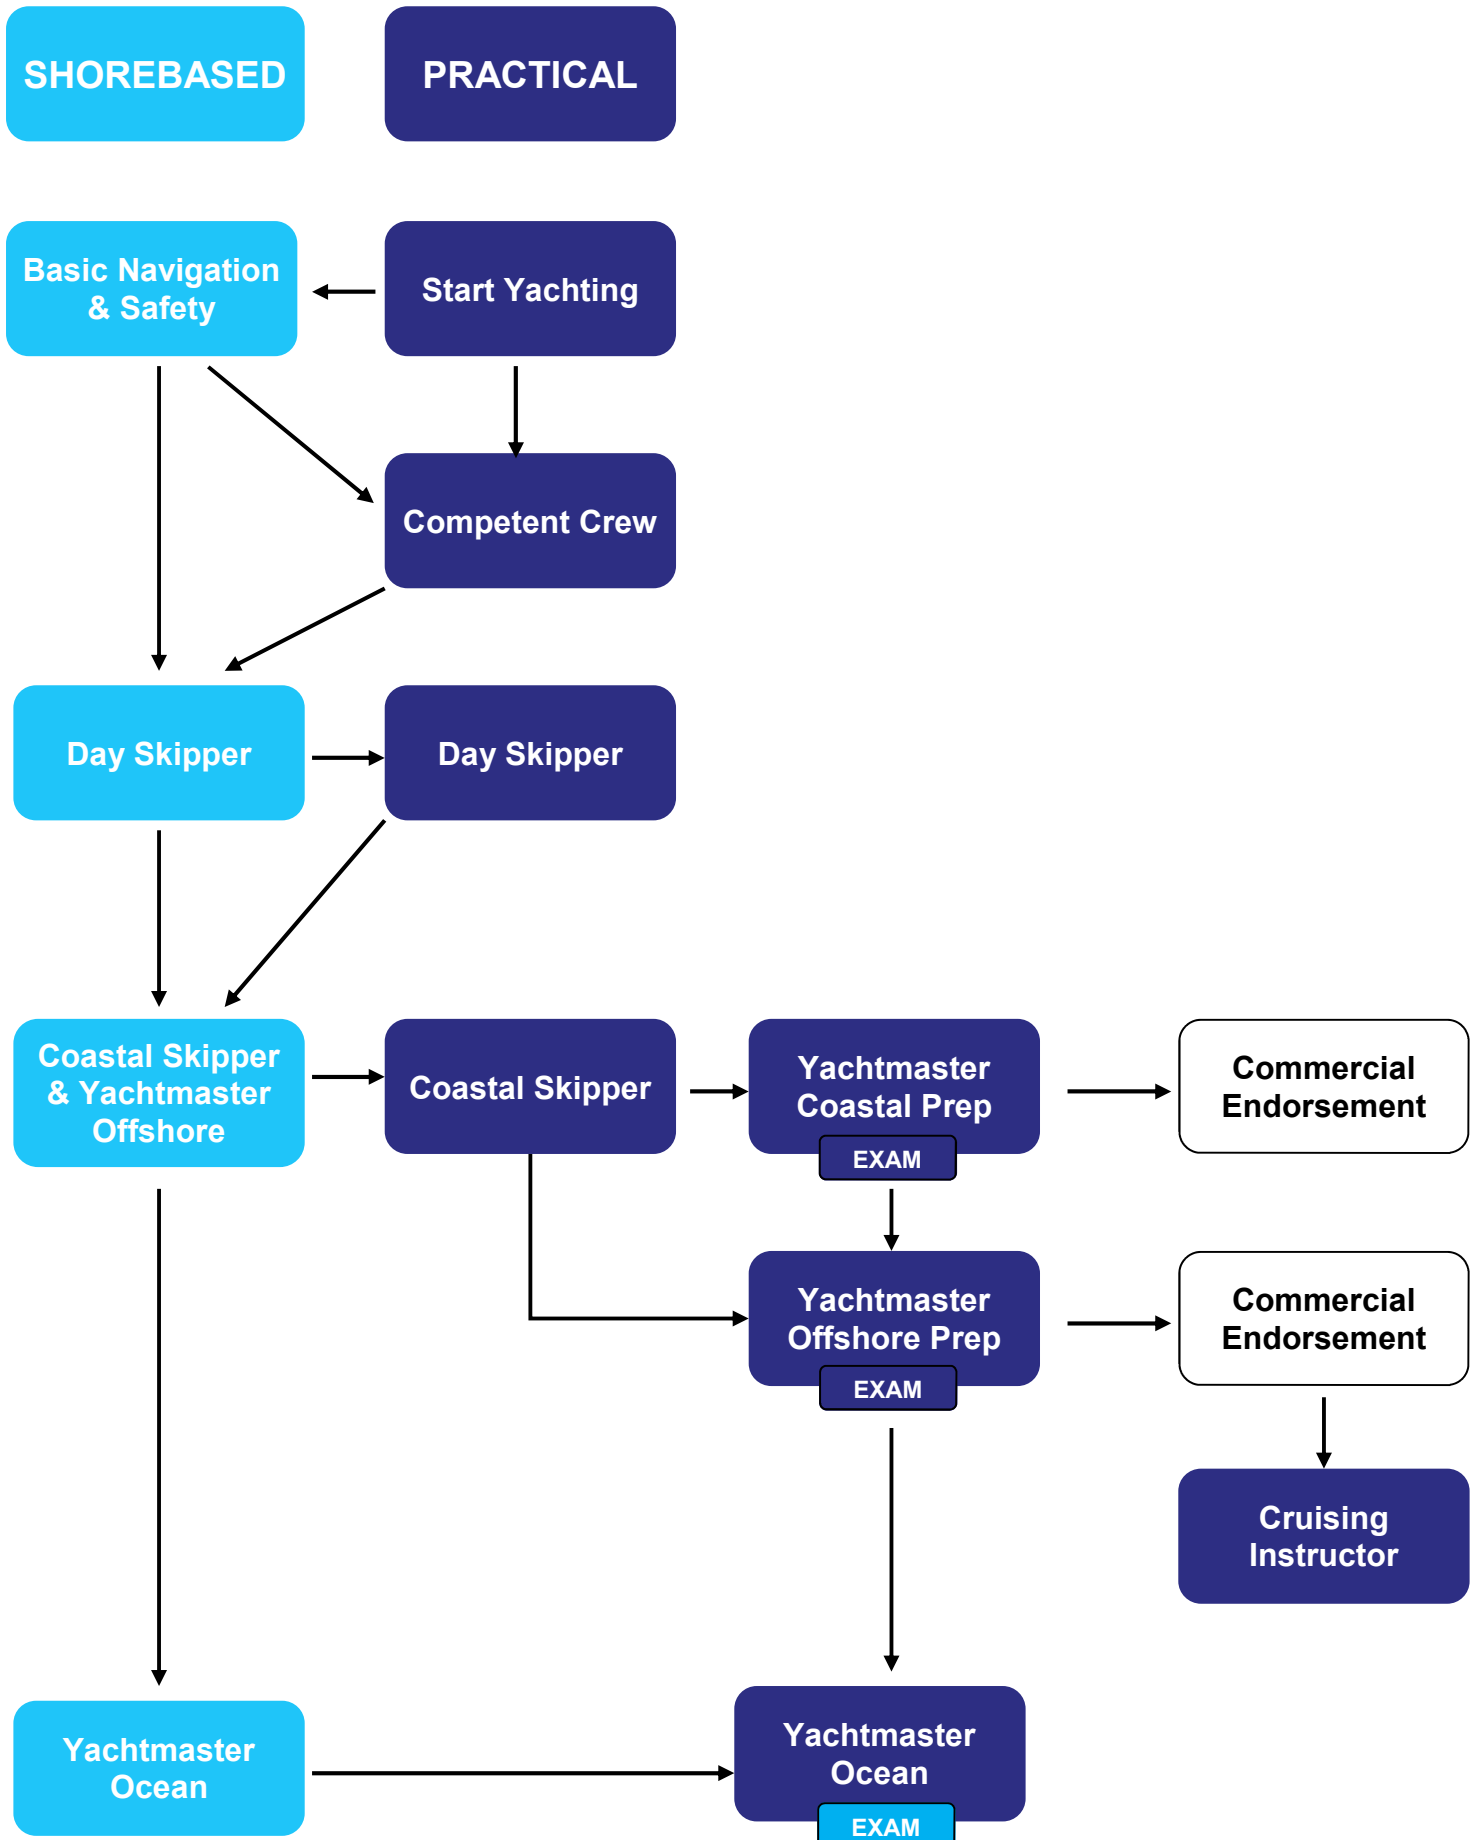 SHOREBASED
PRACTICAL
Basic Navigation
& Safety
Start Yachting
Competent Crew
Day Skipper
Day Skipper
Coastal Skipper
& Yachtmaster
Offshore
Coastal Skipper
Yachtmaster
Coastal Prep
EXAM
Commercial
Endorsement
Yachtmaster
Offshore Prep
EXAM
Commercial
Endorsement
Cruising
Instructor
Yachtmaster
Ocean
Yachtmaster
Ocean
EXAM